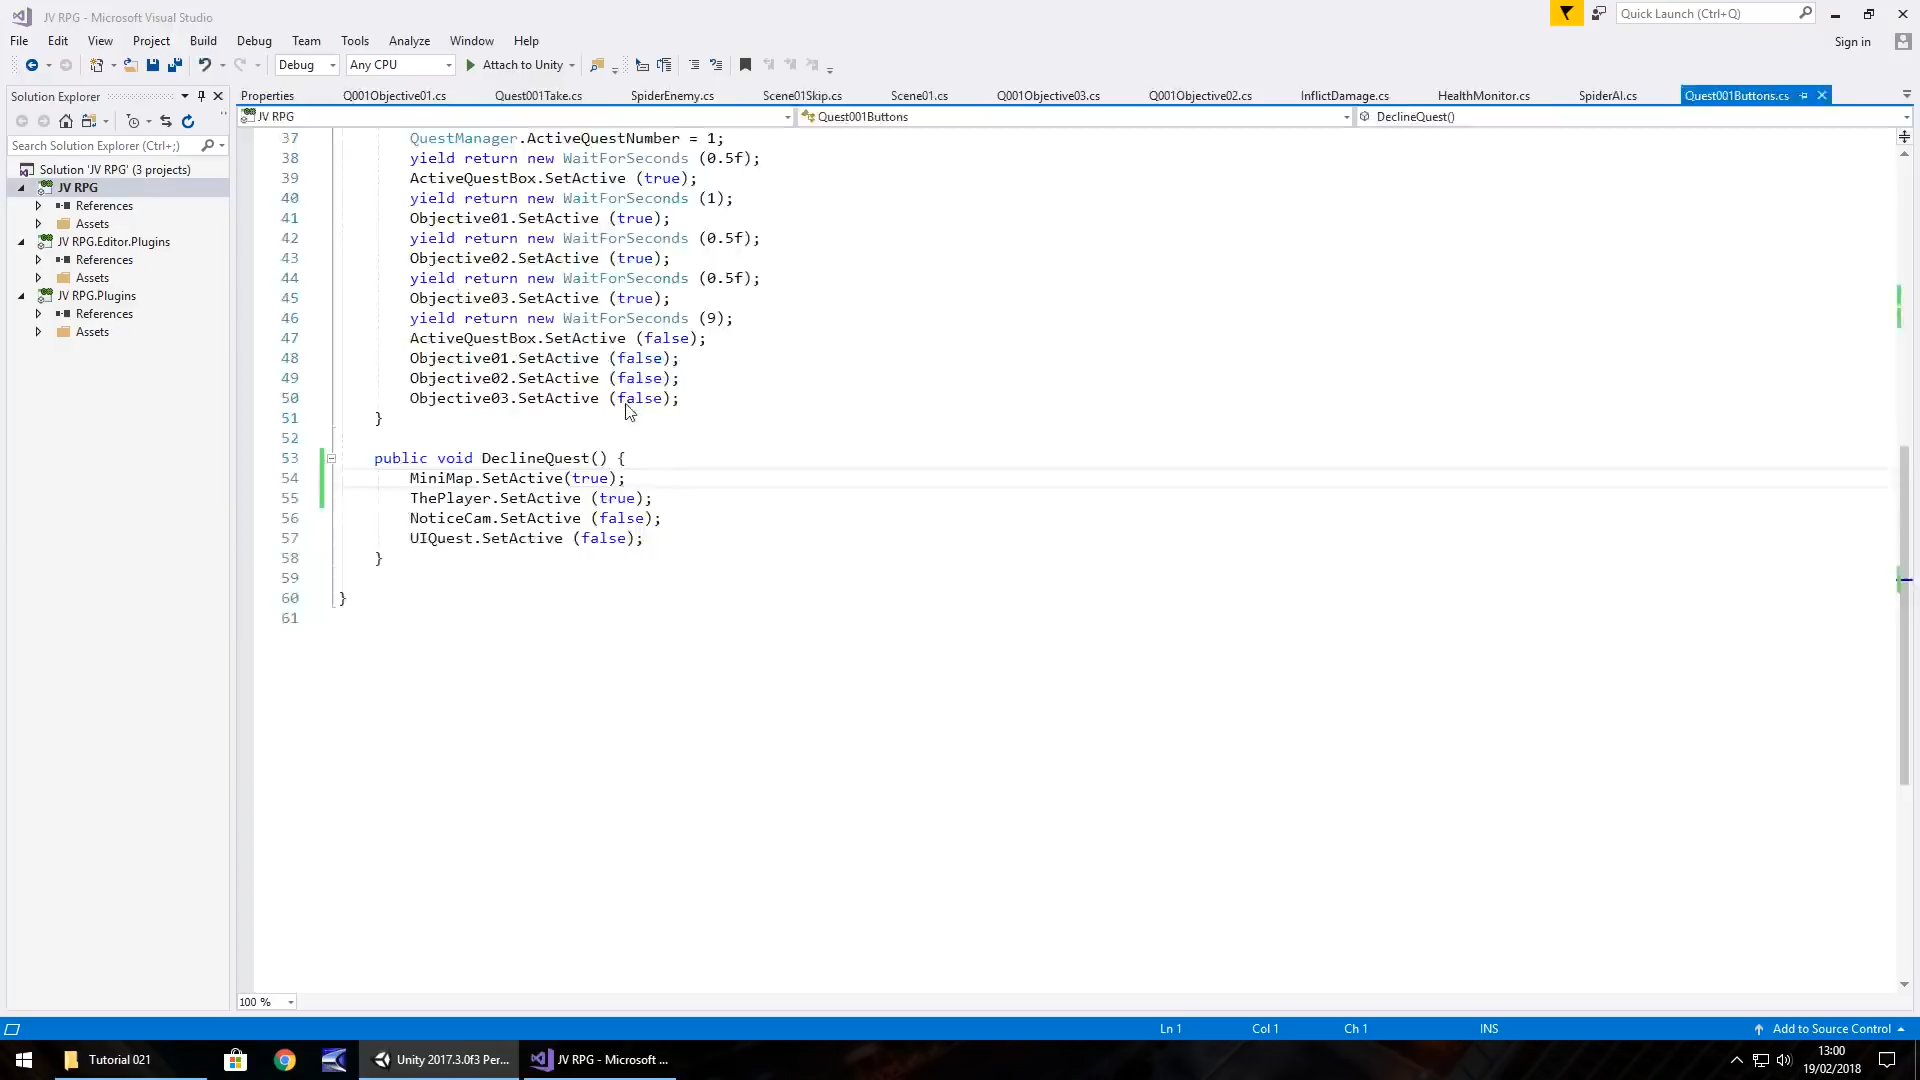 JV RPG - Microsoft Visual Studio
Quick Launch (Ctrl+Q)
File Edit View Project Build Debug Team Tools Analyze Window Help
Sign in
Debug Any CPU Attach to Unity
Solution Explorer
Properties Q001Objective01.cs Quest001Take.cs SpiderEnemy.cs Scene01Skip.cs Scene01.cs Q001Objective03.cs Q001Objective02.cs InflictDamage.cs HealthMonitor.cs SpiderAI.cs Quest001Buttons.cs
JV RPG Quest001Buttons DeclineQuest()
Search Solution Explorer (Ctrl+;)
Solution 'JV RPG' (3 projects)
JV RPG
References
Assets
JV RPG.Editor.Plugins
References
Assets
JV RPG.Plugins
References
Assets
37 QuestManager.ActiveQuestNumber = 1;
38 yield return new WaitForSeconds (0.5f);
39 ActiveQuestBox.SetActive (true);
40 yield return new WaitForSeconds (1);
41 Objective01.SetActive (true);
42 yield return new WaitForSeconds (0.5f);
43 Objective02.SetActive (true);
44 yield return new WaitForSeconds (0.5f);
45 Objective03.SetActive (true);
46 yield return new WaitForSeconds (9);
47 ActiveQuestBox.SetActive (false);
48 Objective01.SetActive (false);
49 Objective02.SetActive (false);
50 Objective03.SetActive (false);
51 }
52
53 public void DeclineQuest() {
54 MiniMap.SetActive(true);
55 ThePlayer.SetActive (true);
56 NoticeCam.SetActive (false);
57 UIQuest.SetActive (false);
58 }
59
60 }
61
100 %
Ln 1 Col 1 Ch 1 INS Add to Source Control
Tutorial 021 Unity 2017.3.0f3 Per... JV RPG - Microsoft ...
13:00
19/02/2018